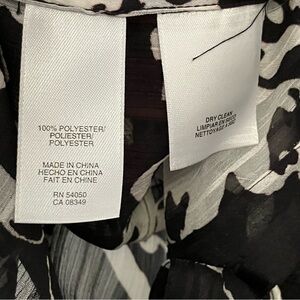 100% POLYESTER/
POLIESTER/
POLYESTER
MADE IN CHINA
HECHO EN CHINA
FAIT EN CHINE
RN 54050
CA 08349
DRY CLEAN
LIMPIAR EN SECO
NETTOYAGE A SEC